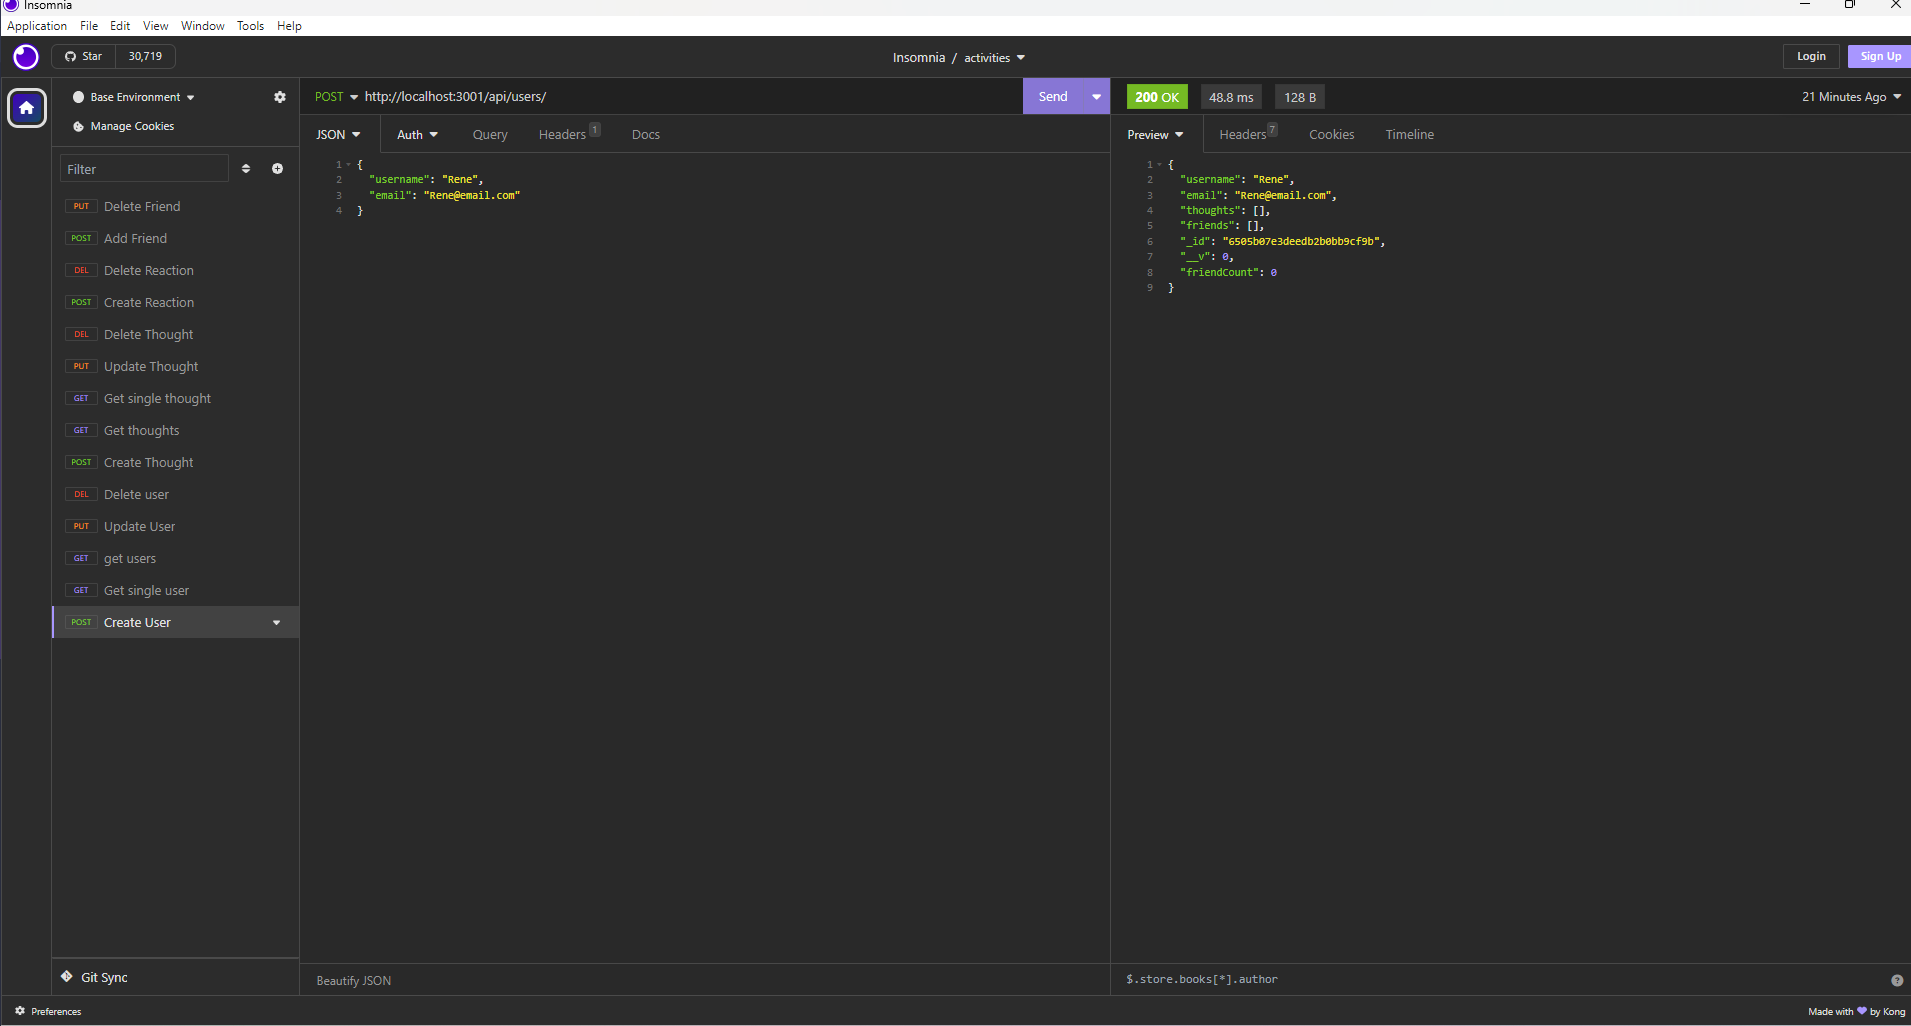 Insomnia
Application File Edit View Window Tools Help
Star 30,719
Insomnia / activities
Login Sign Up
Base Environment
Manage Cookies
Filter
PUT Delete Friend
POST Add Friend
DEL Delete Reaction
POST Create Reaction
DEL Delete Thought
PUT Update Thought
GET Get single thought
GET Get thoughts
POST Create Thought
DEL Delete user
PUT Update User
GET get users
GET Get single user
POST Create User
Git Sync
POST http://localhost:3001/api/users/
Send
JSON Auth Query Headers 1 Docs
1 {
2 "username": "Rene",
3 "email": "Rene@email.com"
4 }
Beautify JSON
200 OK 48.8 ms 128 B 21 Minutes Ago
Preview Headers 7 Cookies Timeline
1 {
2 "username": "Rene",
3 "email": "Rene@email.com",
4 "thoughts": [],
5 "friends": [],
6 "_id": "6505b07e3deedb2b0bb9cf9b",
7 "__v": 0,
8 "friendCount": 0
9 }
$.store.books[*].author ?
Preferences
Made with 💜 by Kong